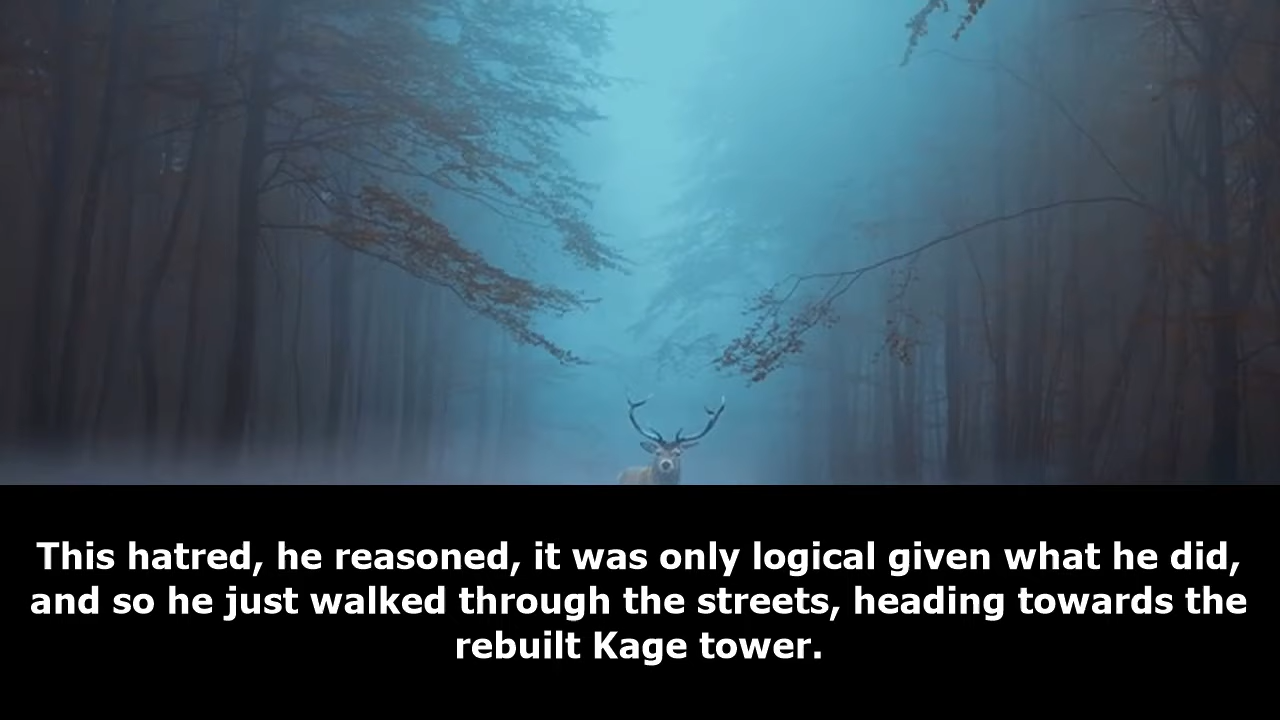 This hatred, he reasoned, it was only logical given what he did,
and so he just walked through the streets, heading towards the
rebuilt Kage tower.